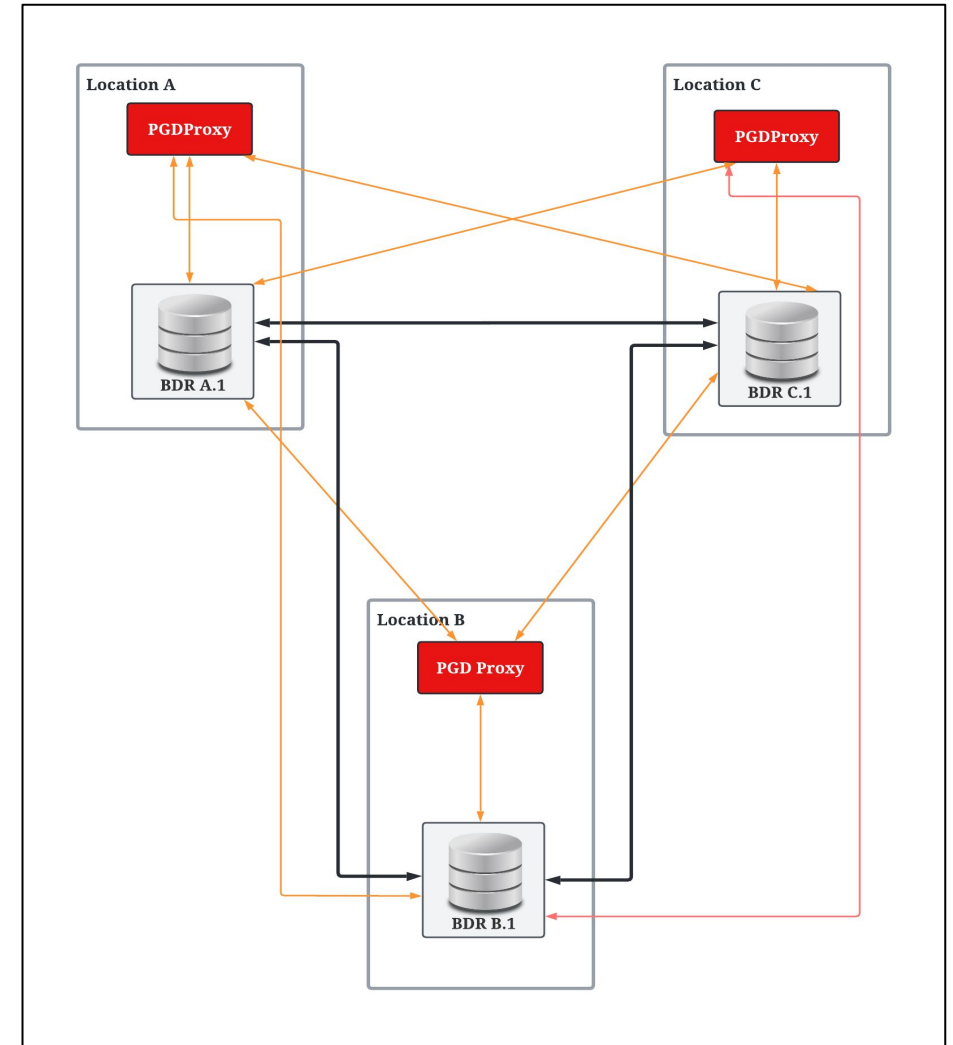 Location A
PGDProxy
BDR A.1
Location C
PGDProxy
BDR C.1
Location B
PGD Proxy
BDR B.1